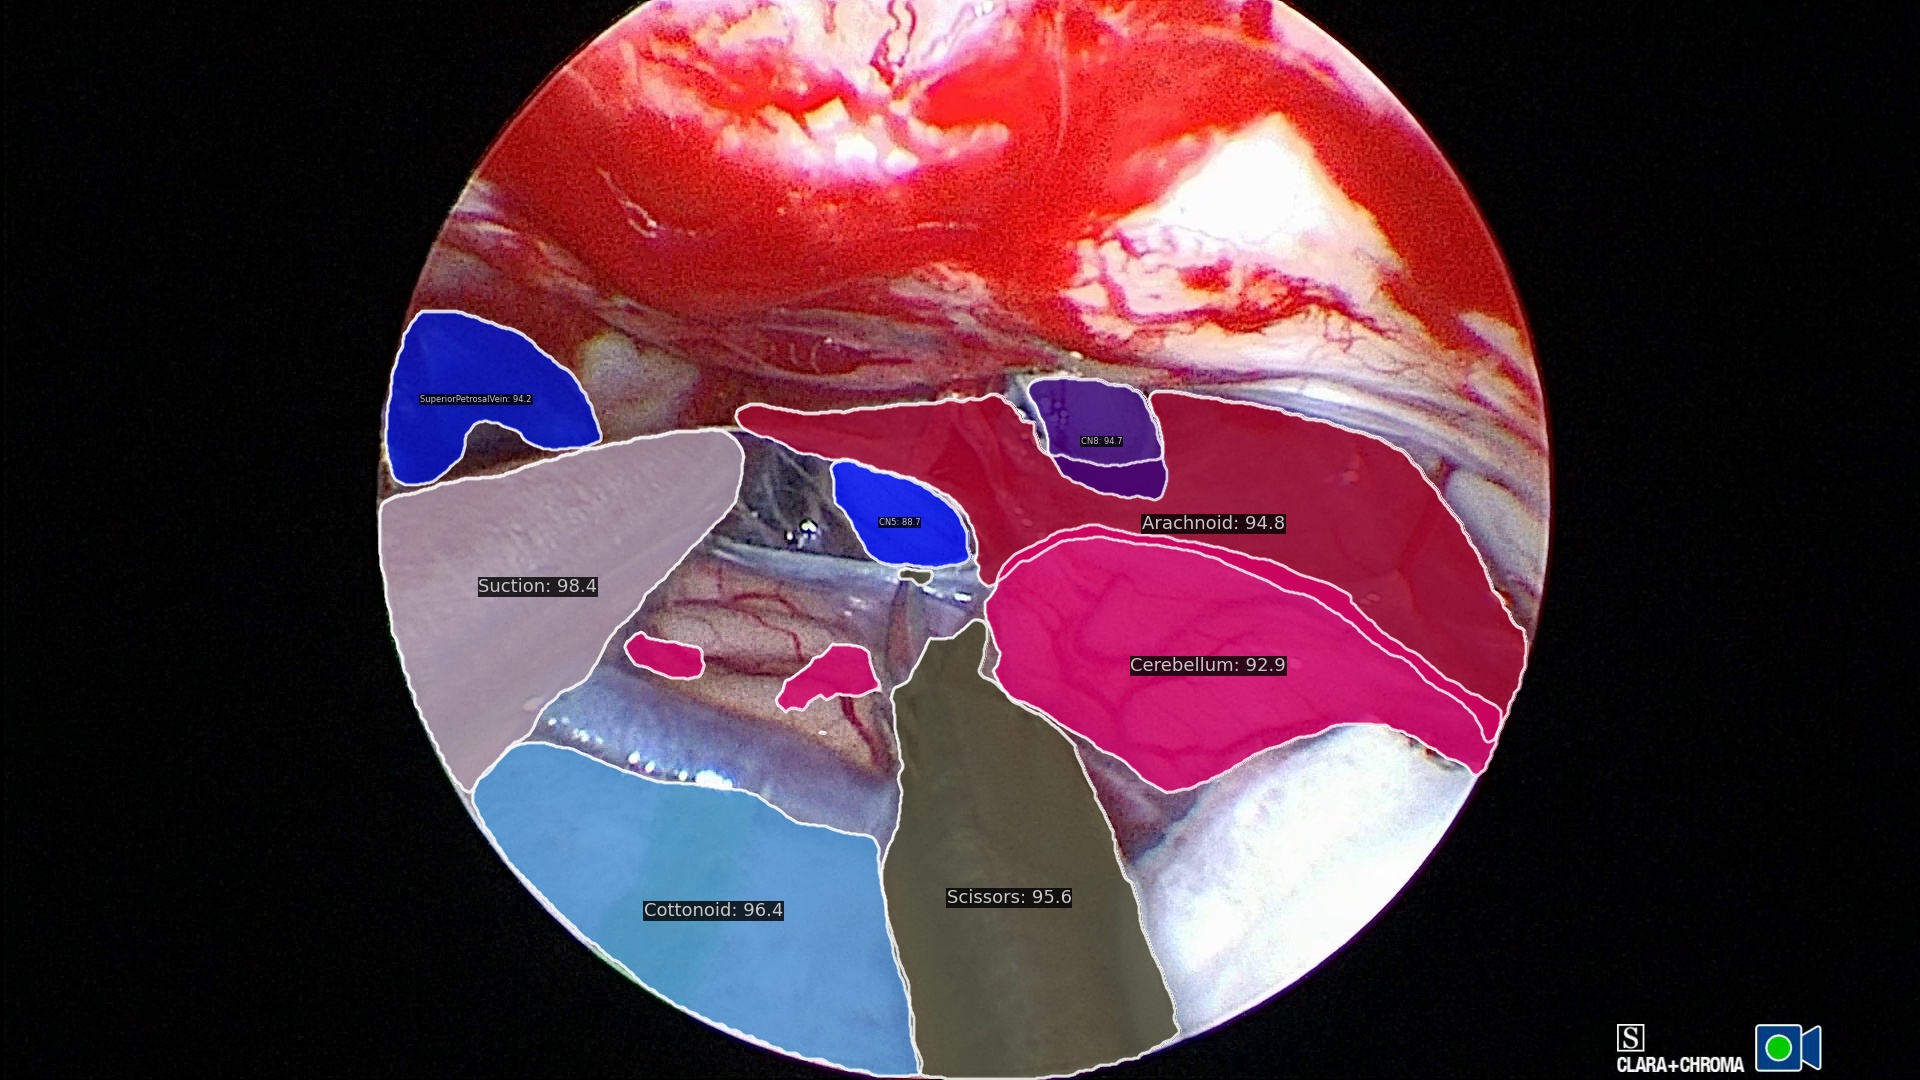 SuperiorPetrosalVein: 94.2
CN8: 94.7
CN5: 88.7
Arachnoid: 94.8
Suction: 98.4
Cerebellum: 92.9
Scissors: 95.6
Cottonoid: 96.4
S
CLARA+CHROMA